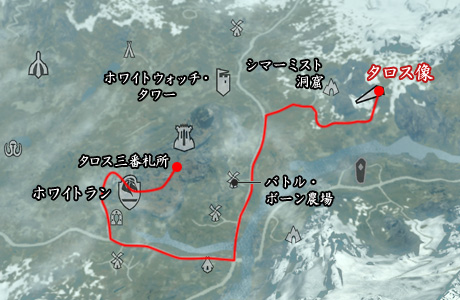 シマーミスト
洞窟
タロス像
ホワイトウォッチ・
タワー
タロス三番札所
ホワイトラン
バトル・
ボーン農場